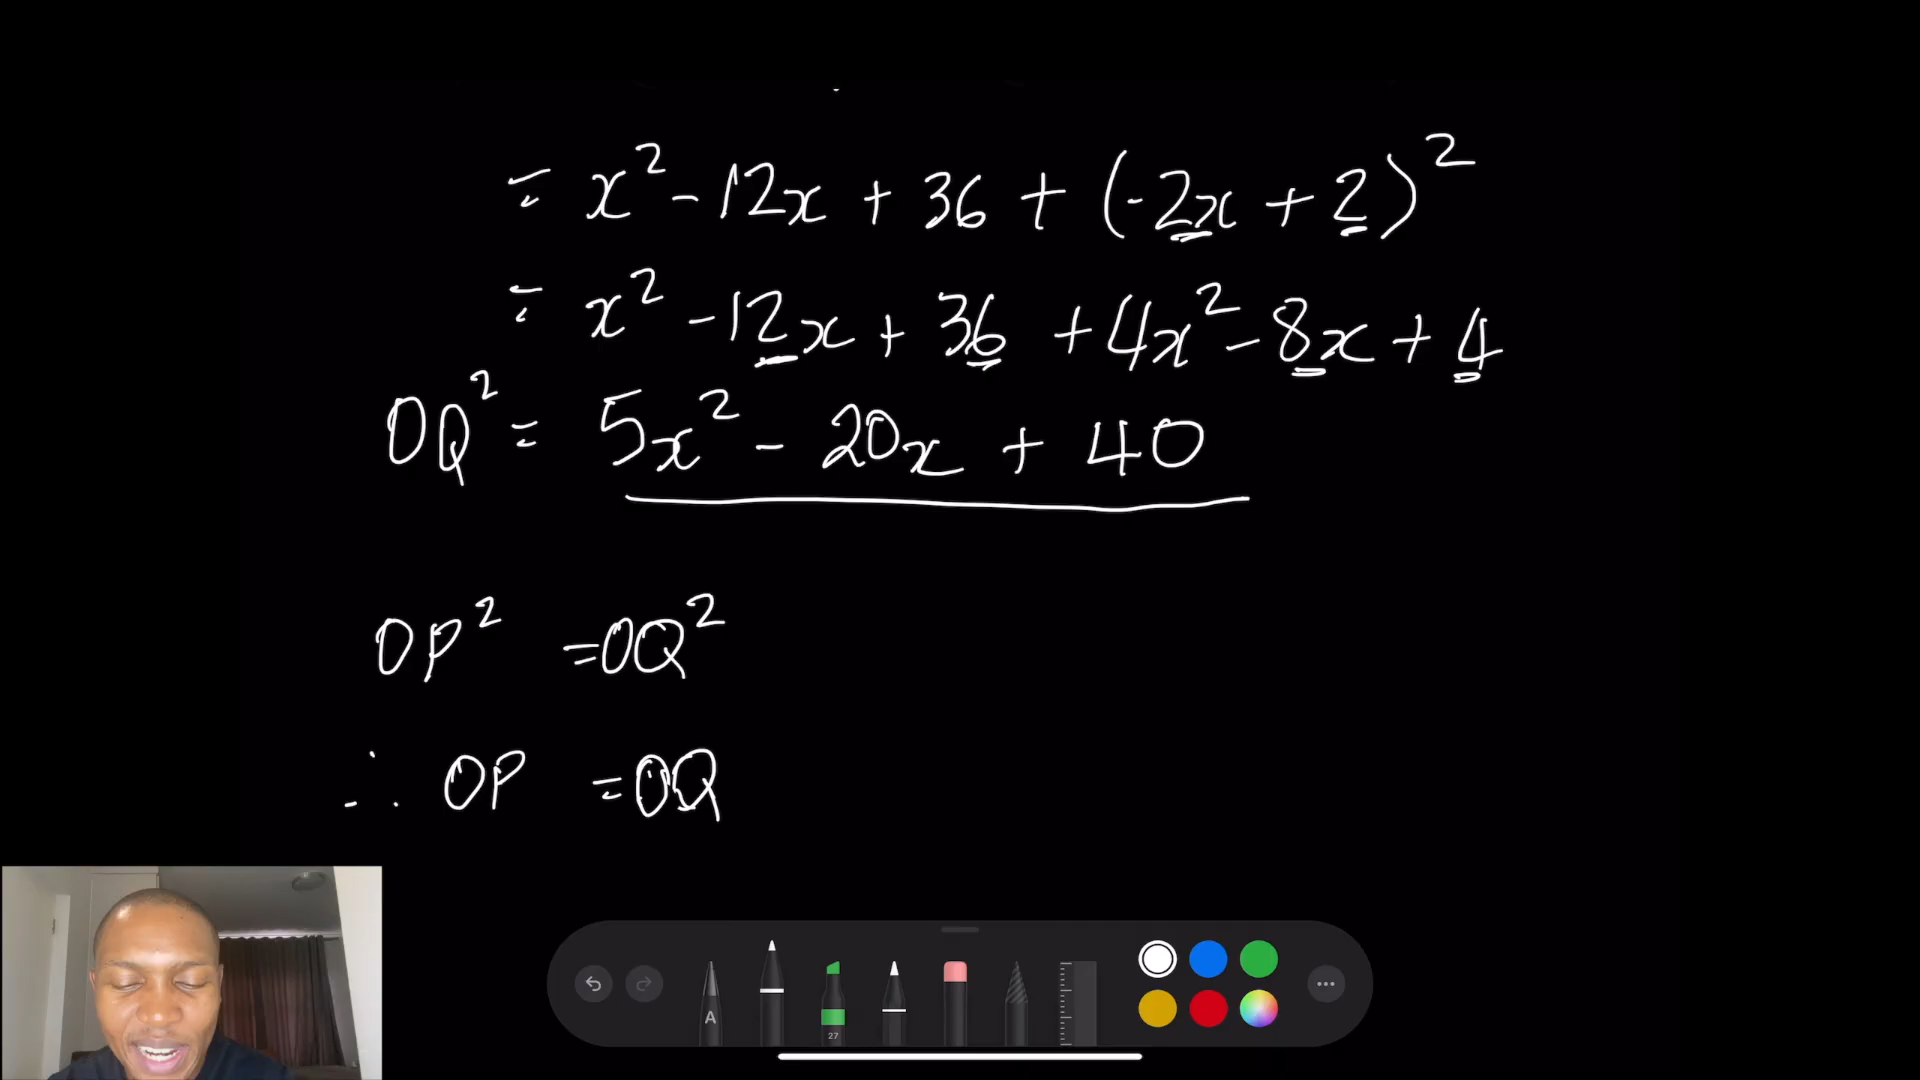 = x² - 12x + 36 + (-2x + 2)²
= x² - 12x + 36 + 4x² - 8x + 4
OQ² = 5x² - 20x + 40
OP² = OQ²
∴ OP = OQ
A
27